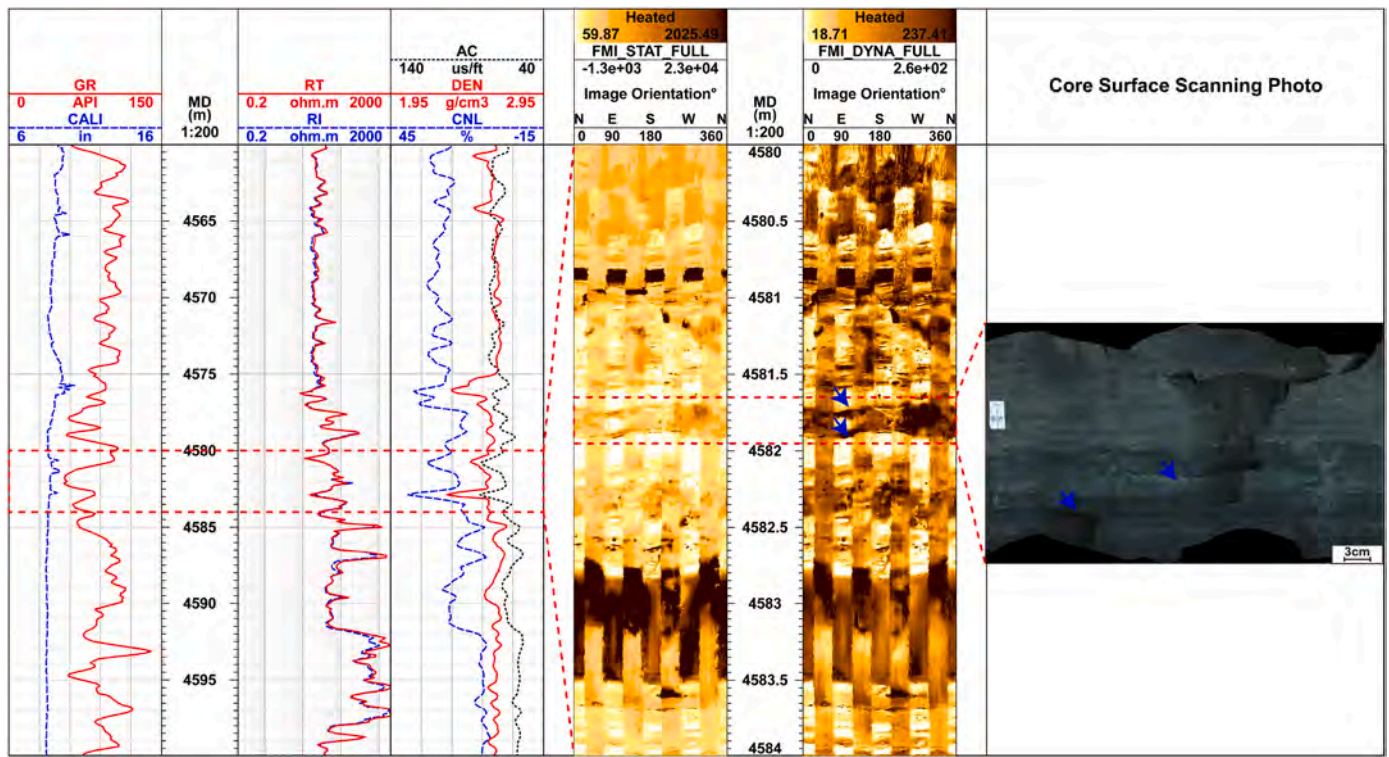 GR
0 API 150
CALI
6 in 16
MD
(m)
1:200
RT
0.2 ohm.m 2000
RI
0.2 ohm.m 2000
AC
140 us/ft 40
DEN
1.95 g/cm3 2.95
CNL
45 % -15
Heated
59.87 2025.49
FMI_STAT_FULL
-1.3e+03 2.3e+04
Image Orientation°
N E S W N
0 90 180 360
MD
(m)
1:200
Heated
18.71 237.41
FMI_DYNA_FULL
0 2.6e+02
Image Orientation°
N E S W N
0 90 180 360
Core Surface Scanning Photo
4565
4570
4575
4580
4585
4590
4595
4580
4580.5
4581
4581.5
4582
4582.5
4583
4583.5
4584
3cm